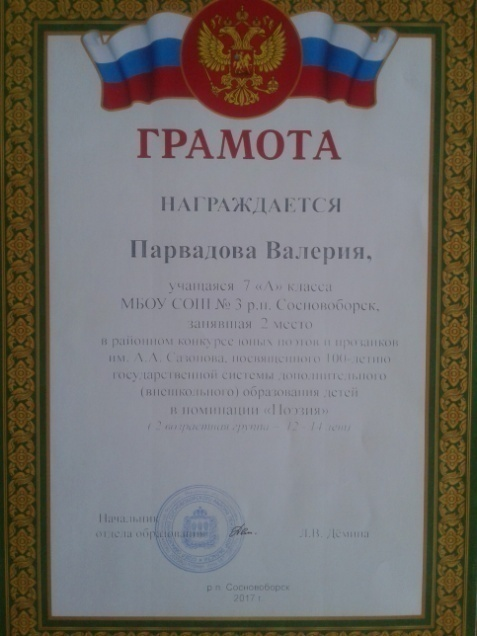 ГРАМОТА
НАГРАЖДАЕТСЯ
Парвадова Валерия,
учащаяся 7 «А» класса
МБОУ СОШ № 3 р.п. Сосновоборск,
занявшая 2 место
в районном конкурсе юных поэтов и прозаиков
им. А.А. Сазонова, посвященного 100-летию
государственной системы дополнительного
(внешкольного) образования детей
в номинации «Поэзия»
( 2 возрастная группа – 12 - 14 лет)
Начальник
отдела образования Л.В. Дёмина
р.п. Сосновоборск
2017 г.